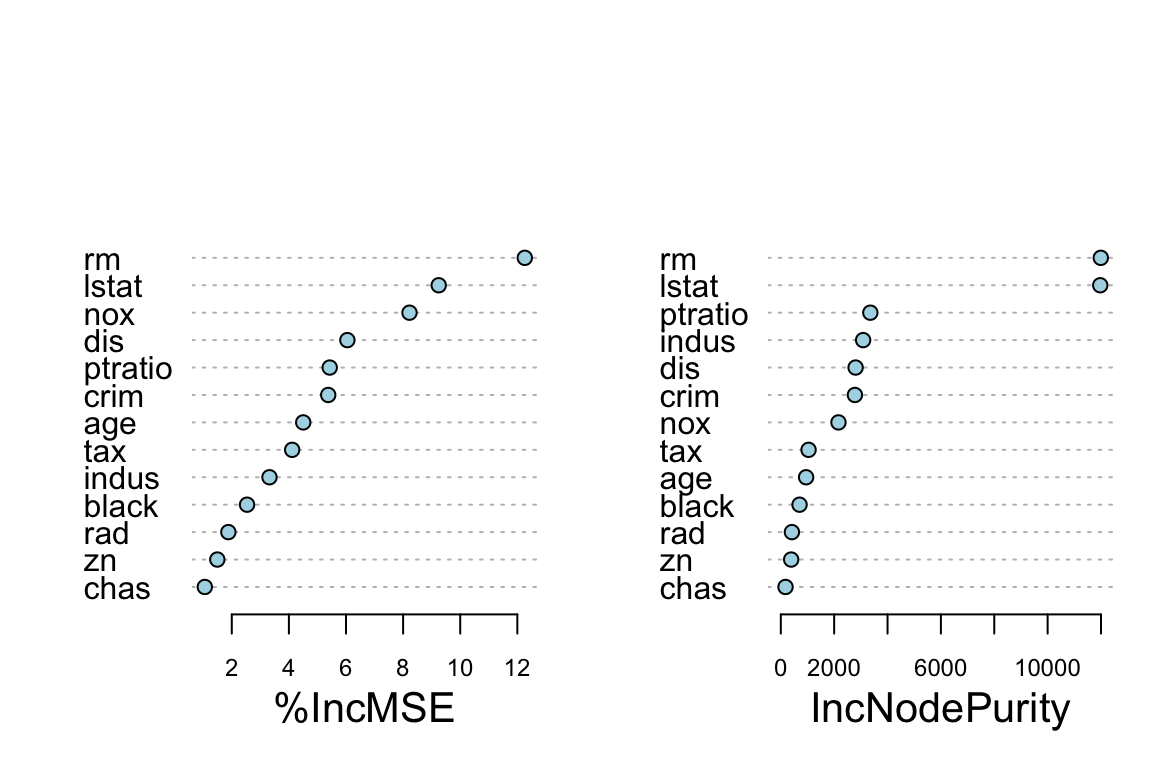 rm
lstat
nox
dis
ptratio
crim
age
tax
indus
black
rad
zn
chas
2 4 6 8 10 12
%IncMSE
rm
lstat
ptratio
indus
dis
crim
nox
tax
age
black
rad
zn
chas
0 2000 6000 10000
IncNodePurity